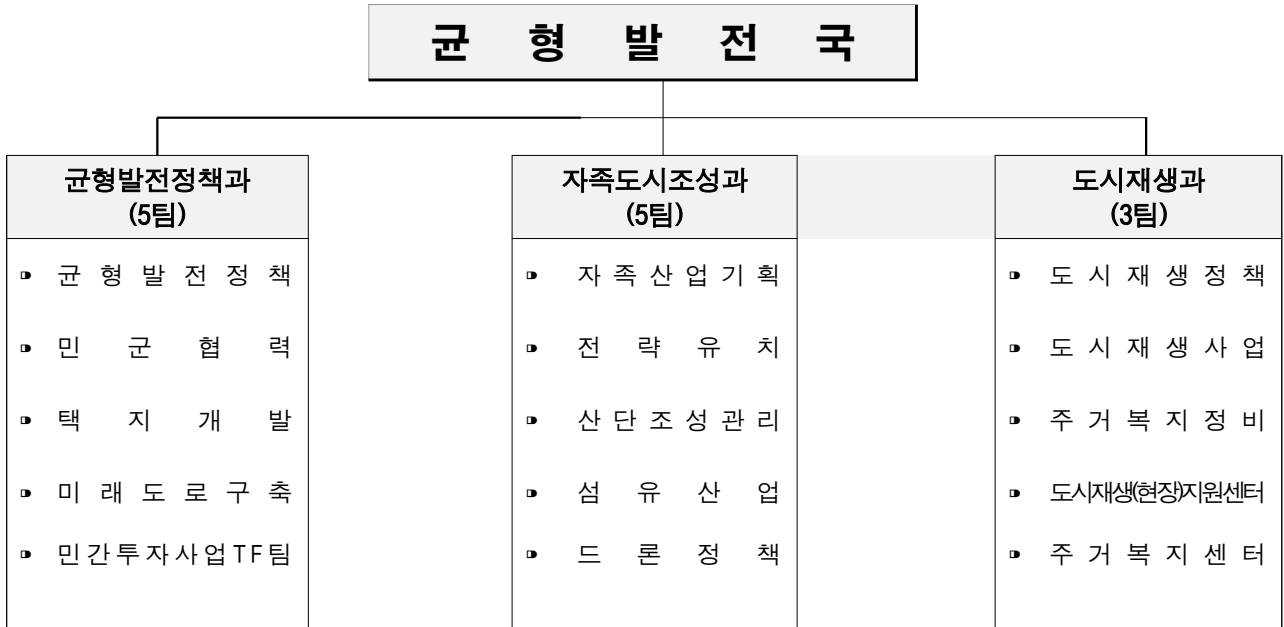 균 형 발 전 국
균형발전정책과
(5팀)
균 형 발 전 정 책
민 군 협 력
택 지 개 발
미 래 도 로 구 축
민간투자사업TF팀
자족도시조성과
(5팀)
자 족 산 업 기 획
전 략 유 치
산 단 조 성 관 리
섬 유 산 업
드 론 정 책
도시재생과
(3팀)
도 시 재 생 정 책
도 시 재 생 사 업
주 거 복 지 정 비
도시재생(현장)지원센터
주 거 복 지 센 터